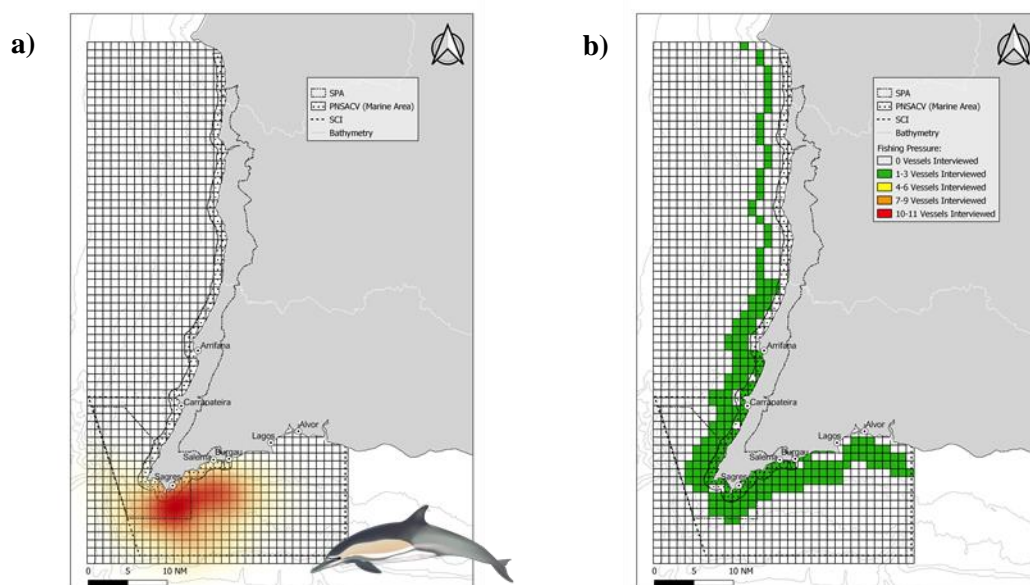 a)
SPA
PNSACV (Marine Area)
SCI
Bathymetry
Arrifana
Carrapateira
Alvor
Lagos
Burgau
Salema
Sagres
0 5 10 NM
b)
SPA
PNSACV (Marine Area)
SCI
Bathymetry
Fishing Pressure:
0 Vessels Interviewed
1-3 Vessels Interviewed
4-6 Vessels Interviewed
7-9 Vessels Interviewed
10-11 Vessels Interviewed
Arrifana
Carrapateira
Alvor
Lagos
Burgau
Salema
Sagres
0 5 10 NM